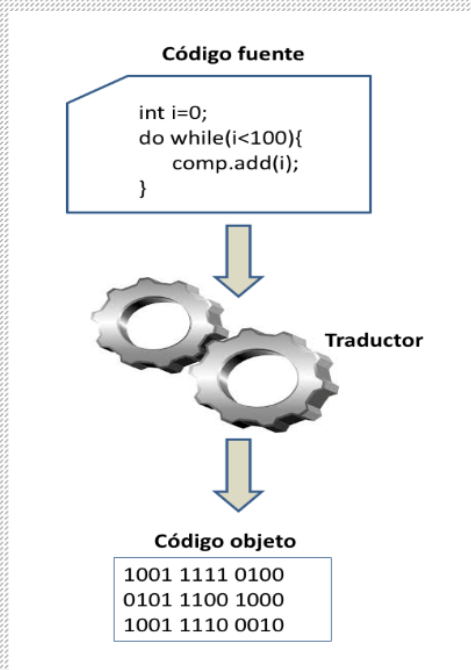 Código fuente
int i=0;
do while(i<100){
comp.add(i);
}
Traductor
Código objeto
1001 1111 0100
0101 1100 1000
1001 1110 0010